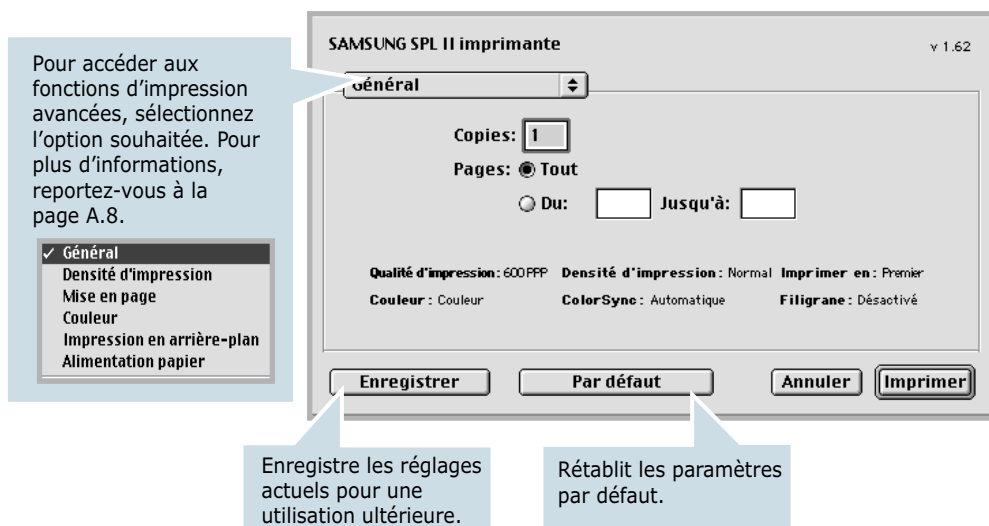 SAMSUNG SPL II imprimante
v 1.62
Pour accéder aux
fonctions d'impression
avancées, sélectionnez
l'option souhaitée. Pour
plus d'informations,
reportez-vous à la
page A.8.
✓ Général
Densité d'impression
Mise en page
Couleur
Impression en arrière-plan
Alimentation papier
Général
Copies: 1
Pages: Tout
Du: Jusqu'à:
Qualité d'impression: 600 PPP Densité d'impression: Normal Imprimer en: Premier
Couleur: Couleur ColorSync: Automatique Filigrane: Désactivé
Enregistrer Par défaut Annuler Imprimer
Enregistre les réglages
actuels pour une
utilisation ultérieure.
Rétablit les paramètres
par défaut.